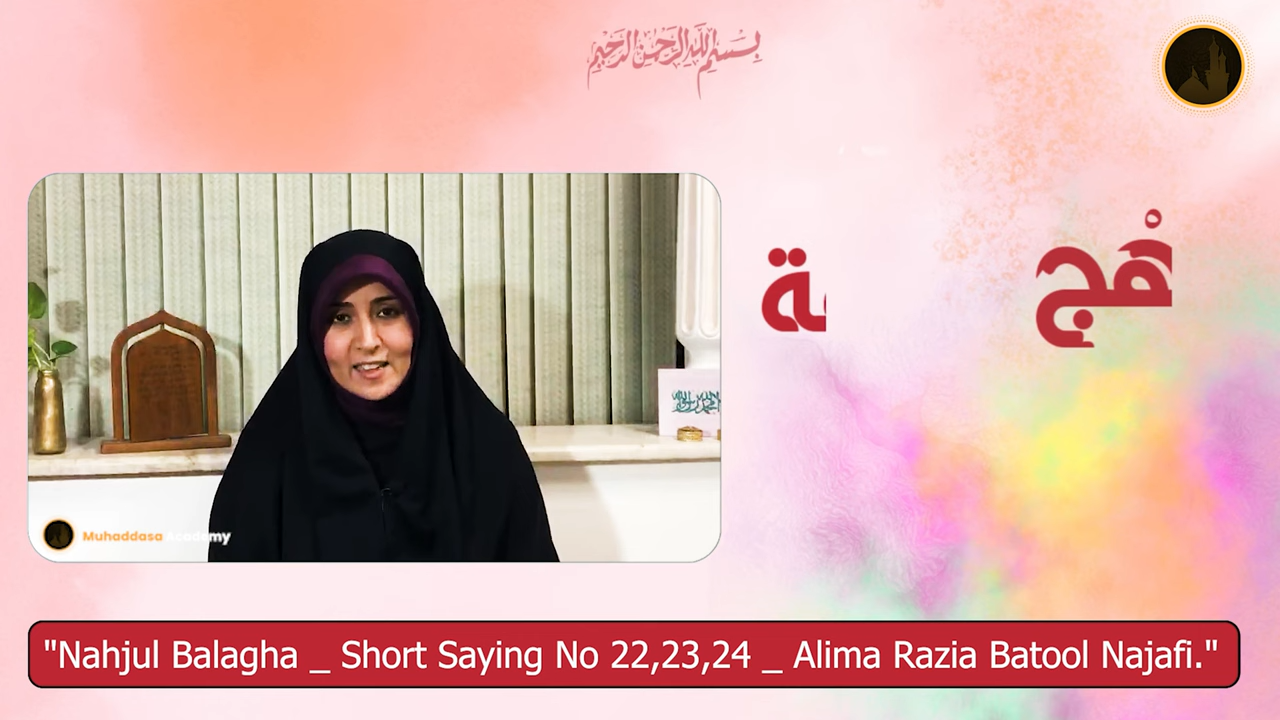 بسم الله الرحمن الرحيم
Muhaddasa Academy
"Nahjul Balagha _ Short Saying No 22,23,24 _ Alima Razia Batool Najafi."